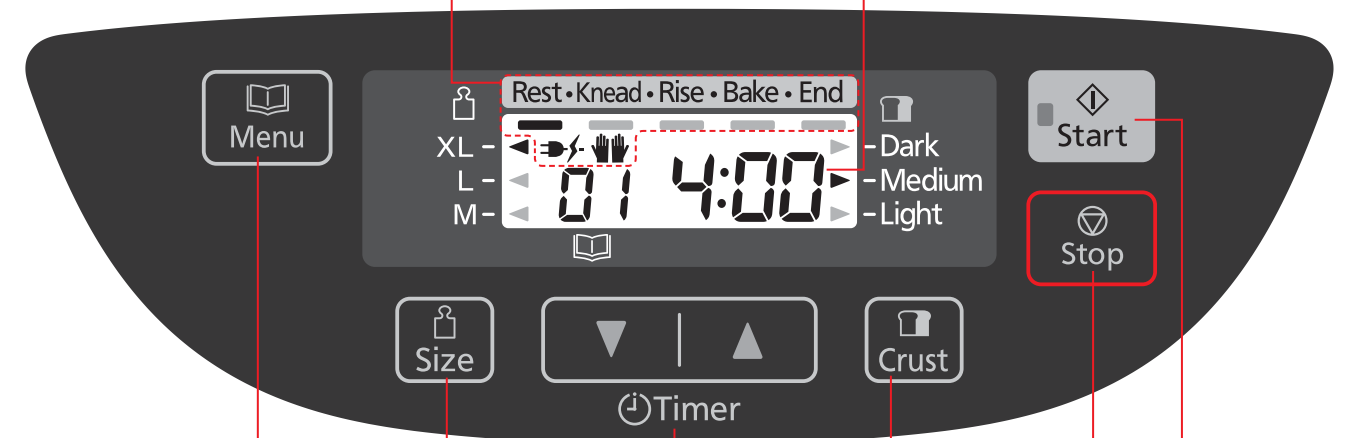 Menu
Rest • Knead • Rise • Bake • End
XL
L
M
01
4:00
Dark
Medium
Light
Start
Stop
Size
Timer
Crust